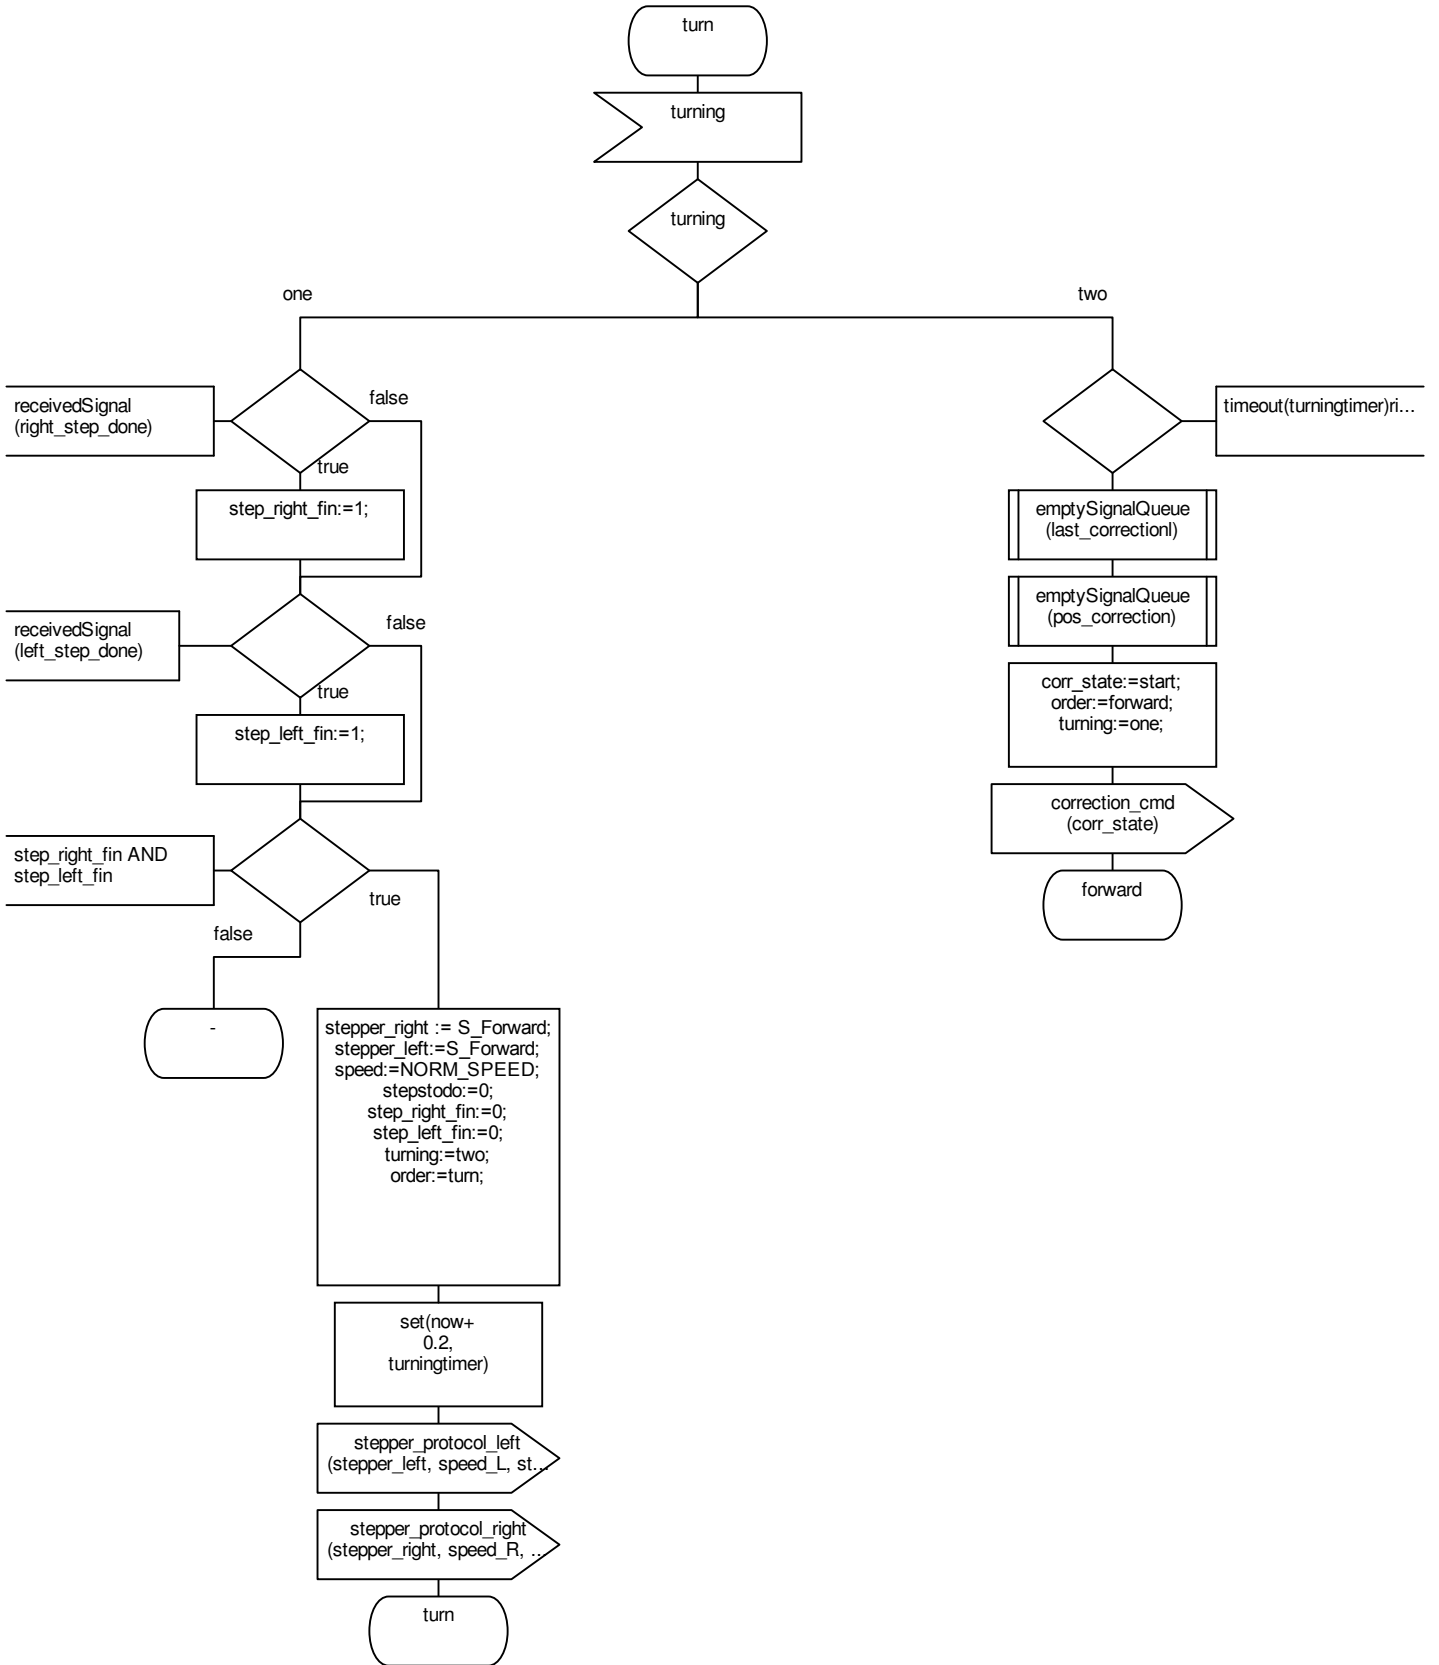 turn
turning
turning
one
two
receivedSignal
(right_step_done)
false
true
step_right_fin:=1;
receivedSignal
(left_step_done)
false
true
step_left_fin:=1;
step_right_fin AND
step_left_fin
true
false
-
stepper_right := S_Forward;
stepper_left:=S_Forward;
speed:=NORM_SPEED;
stepstodo:=0;
step_right_fin:=0;
step_left_fin:=0;
turning:=two;
order:=turn;
set(now+
0.2,
turningtimer)
stepper_protocol_left
(stepper_left, speed_L, st...
stepper_protocol_right
(stepper_right, speed_R, ...
turn
timeout(turningtimer)ri...
emptySignalQueue
(last_correctionl)
emptySignalQueue
(pos_correction)
corr_state:=start;
order:=forward;
turning:=one;
correction_cmd
(corr_state)
forward